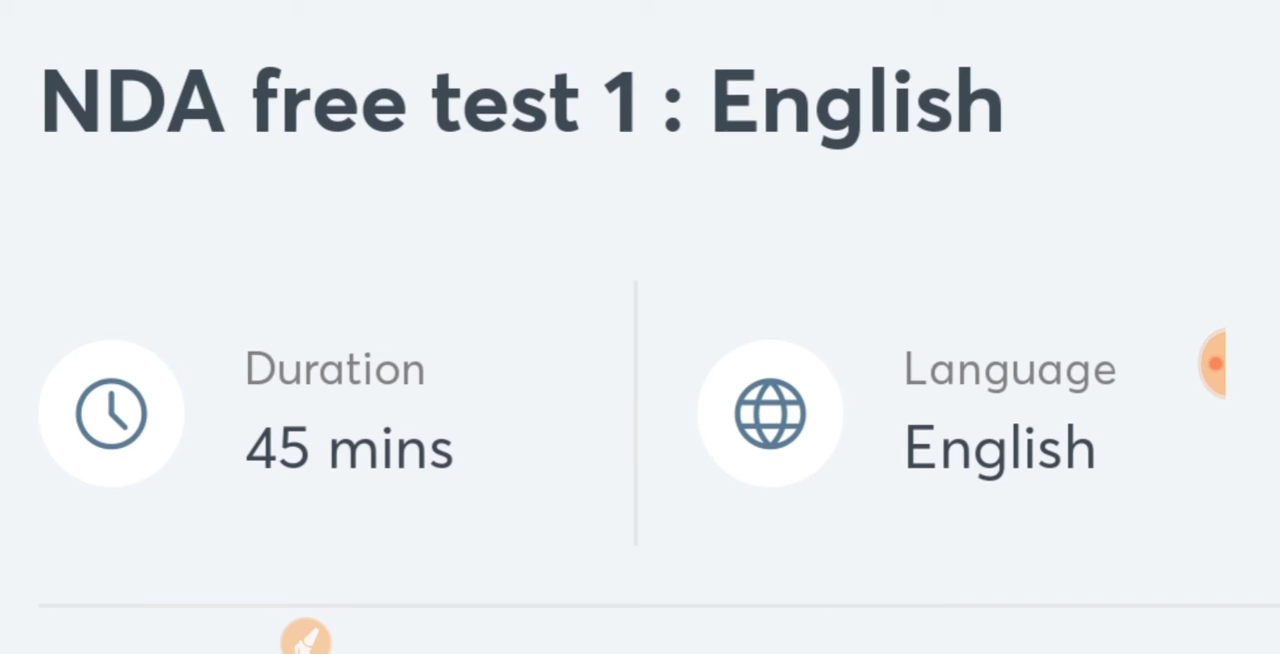 NDA free test 1 : English
Duration
45 mins
Language
English